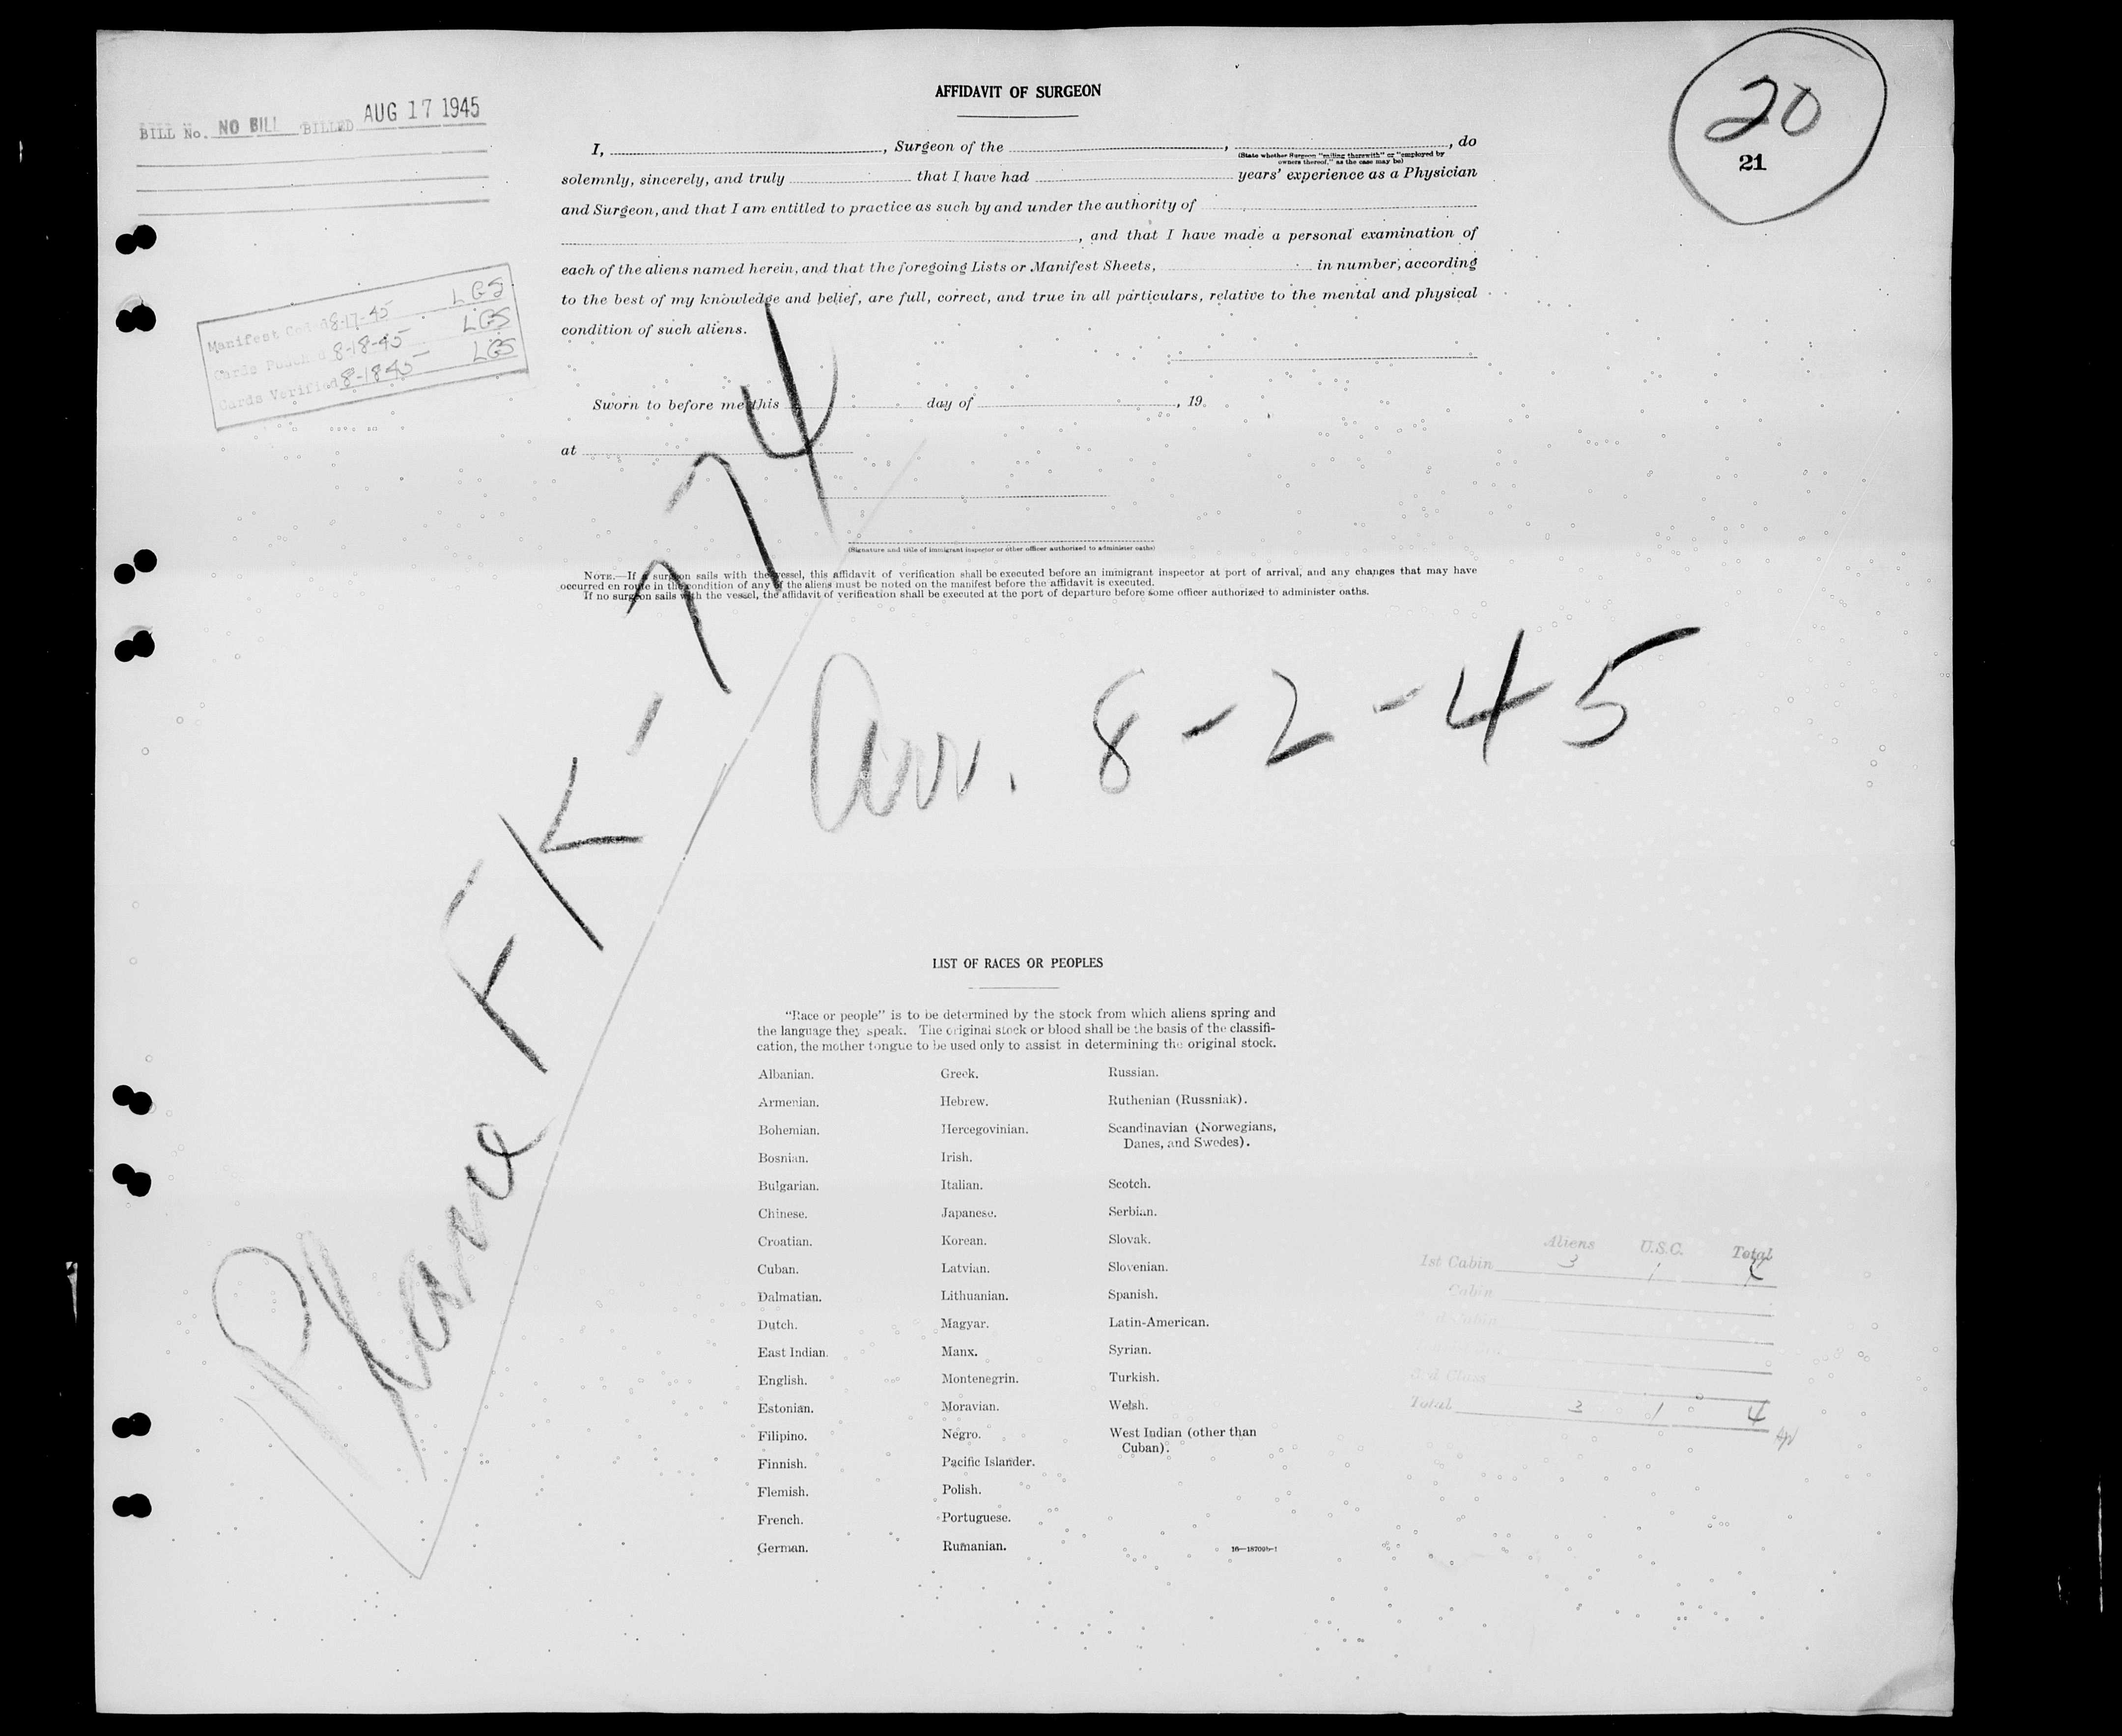 AFFIDAVIT OF SURGEON
20
21
BILL No. NO BILL BILLED AUG 17 1945
I, , Surgeon of the , , do
(State whether Surgeon "sailing therewith" or "employed by
owners thereof," as the case may be)
solemnly, sincerely, and truly that I have had years' experience as a Physician
and Surgeon, and that I am entitled to practice as such by and under the authority of
, and that I have made a personal examination of
each of the aliens named herein, and that the foregoing Lists or Manifest Sheets, in number, according
to the best of my knowledge and belief, are full, correct, and true in all particulars, relative to the mental and physical
condition of such aliens.
Manifest 8-17-45 LGS
Cards 8-18-45 LGS
Cards Verified 8-18-45 LGS
Sworn to before me this day of , 19
at
(Signature and title of immigrant inspector or other officer authorized to administer oaths)
NOTE.—If a surgeon sails with the vessel, this affidavit of verification shall be executed before an immigrant inspector at port of arrival, and any changes that may have
occurred en route in the condition of any of the aliens must be noted on the manifest before the affidavit is executed.
If no surgeon sails with the vessel, the affidavit of verification shall be executed at the port of departure before some officer authorized to administer oaths.
Plane FK-774
Arr. 8-2-45
LIST OF RACES OR PEOPLES
"Race or people" is to be determined by the stock from which aliens spring and
the language they speak. The original stock or blood shall be the basis of the classifi-
cation, the mother tongue to be used only to assist in determining the original stock.
Albanian.
Armenian.
Bohemian.
Bosnian.
Bulgarian.
Chinese.
Croatian.
Cuban.
Dalmatian.
Dutch.
East Indian.
English.
Estonian.
Filipino.
Finnish.
Flemish.
French.
German.
Greek.
Hebrew.
Hercegovinian.
Irish.
Italian.
Japanese.
Korean.
Latvian.
Lithuanian.
Magyar.
Manx.
Montenegrin.
Moravian.
Negro.
Pacific Islander.
Polish.
Portuguese.
Rumanian.
Russian.
Ruthenian (Russniak).
Scandinavian (Norwegians,
Danes, and Swedes).
Scotch.
Serbian.
Slovak.
Slovenian.
Spanish.
Latin-American.
Syrian.
Turkish.
Welsh.
West Indian (other than
Cuban).
Aliens U.S.C. Total
1st Cabin 3 1
Cabin
3rd Class
Total 3 1 4